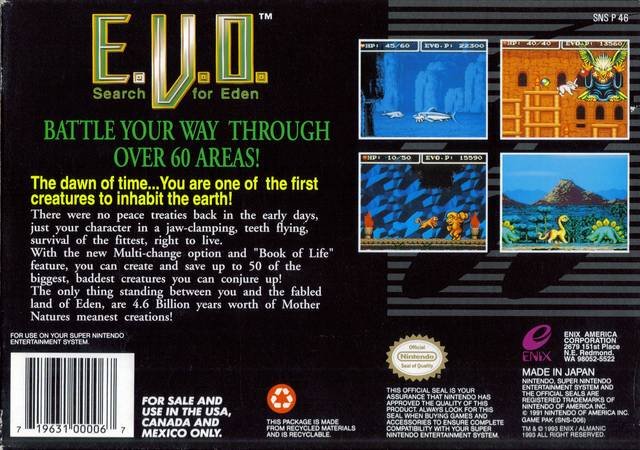 E.V.O.™
Search for Eden
BATTLE YOUR WAY THROUGH
OVER 60 AREAS!
The dawn of time...You are one of the first
creatures to inhabit the earth!
There were no peace treaties back in the early days,
just your character in a jaw-clamping, teeth flying,
survival of the fittest, right to live.
With the new Multi-change option and "Book of Life"
feature, you can create and save up to 50 of the
biggest, baddest creatures you can conjure up!
The only thing standing between you and the fabled
land of Eden, are 4.6 Billion years worth of Mother
Natures meanest creations!
FOR USE ON YOUR SUPER NINTENDO
ENTERTAINMENT SYSTEM.
7 19631 00006 7
FOR SALE AND
USE IN THE USA,
CANADA AND
MEXICO ONLY.
THIS PACKAGE IS MADE
FROM RECYCLED MATERIALS
AND IS RECYCLABLE.
SNS P 46
HP: 45/60 EVO.P: 22300
HP: 40/40 EVO.P: 13560
HP: 10/50 EVO.P: 15590
Official
Nintendo
Seal of Quality
THIS OFFICIAL SEAL IS YOUR
ASSURANCE THAT NINTENDO HAS
APPROVED THE QUALITY OF THIS
PRODUCT. ALWAYS LOOK FOR THIS
SEAL WHEN BUYING GAMES AND
ACCESSORIES TO ENSURE COMPLETE
COMPATIBILITY WITH YOUR SUPER
NINTENDO ENTERTAINMENT SYSTEM.
ENIX
ENIX AMERICA
CORPORATION
2679 151st Place
N.E. Redmond,
WA 98052-5522
MADE IN JAPAN
NINTENDO, SUPER NINTENDO
ENTERTAINMENT SYSTEM AND
THE OFFICIAL SEALS ARE
REGISTERED TRADEMARKS OF
NINTENDO OF AMERICA INC.
© 1991 NINTENDO OF AMERICA INC.
GAME PAK (SNS-006)
TM & © 1993 ENIX / ALMANIC
1993 ALL RIGHT RESERVED.